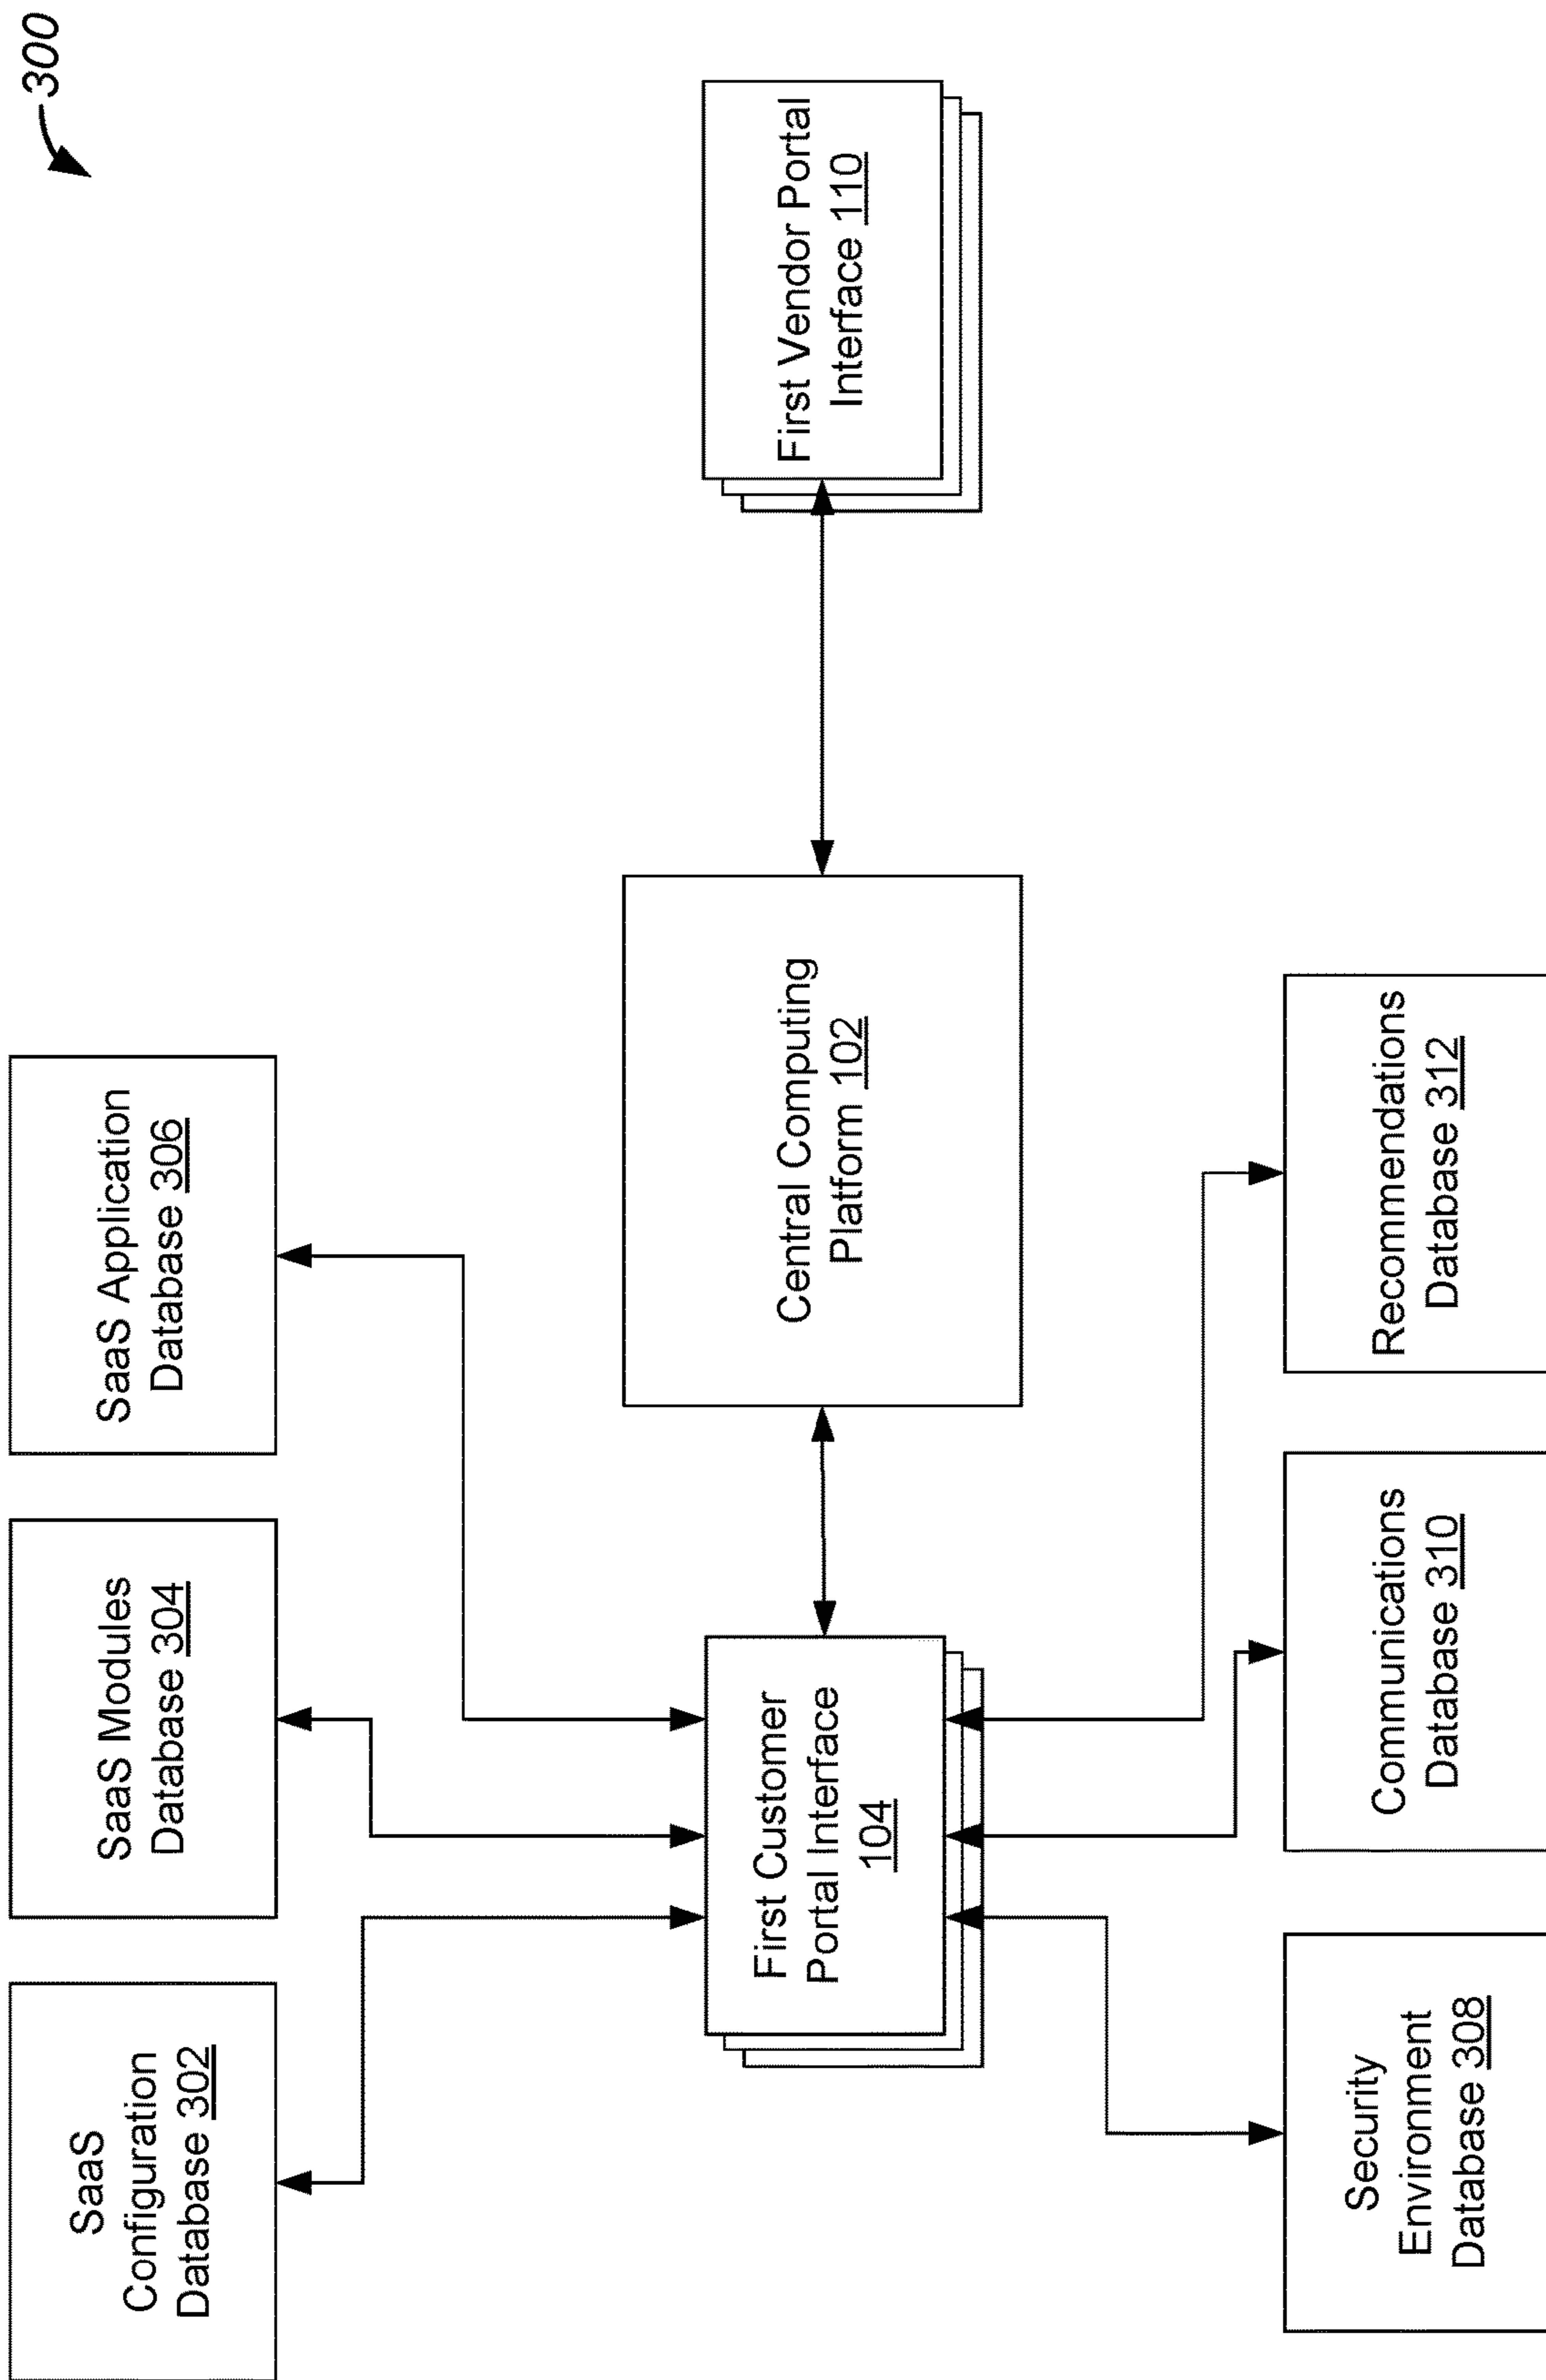 300
SaaS
Configuration
Database 302
SaaS Modules
Database 304
SaaS Application
Database 306
First Customer
Portal Interface
104
Central Computing
Platform 102
First Vendor Portal
Interface 110
Security
Environment
Database 308
Communications
Database 310
Recommendations
Database 312